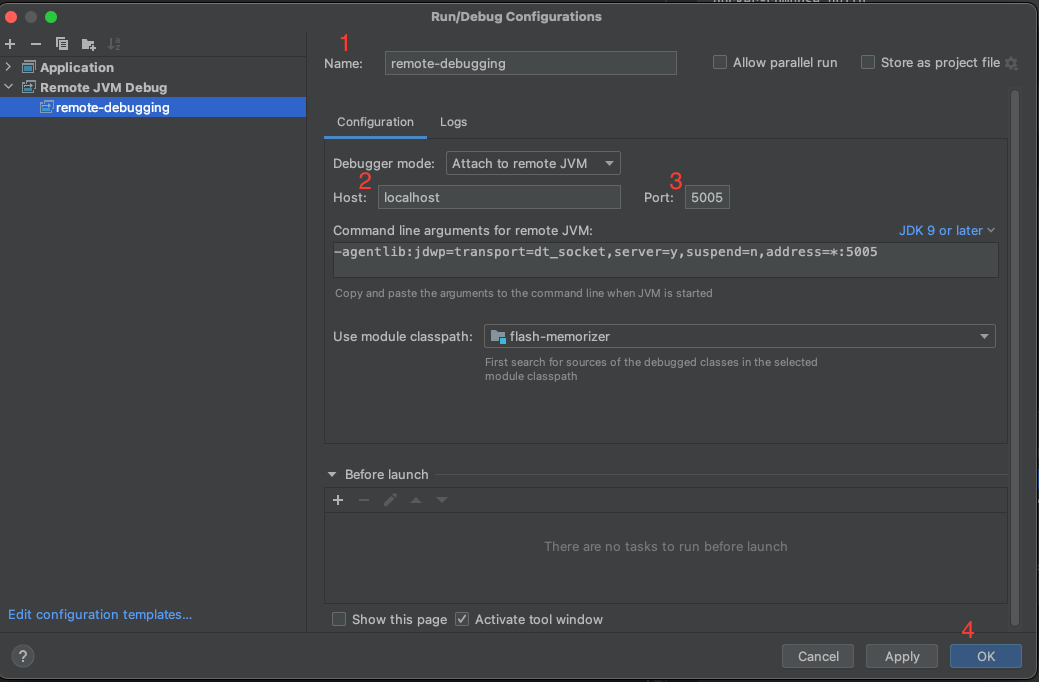 Run/Debug Configurations
1
Name: remote-debugging
Allow parallel run
Store as project file
Application
Remote JVM Debug
remote-debugging
Configuration Logs
Debugger mode: Attach to remote JVM
2 3
Host: localhost Port: 5005
Command line arguments for remote JVM: JDK 9 or later
-agentlib:jdwp=transport=dt_socket,server=y,suspend=n,address=*:5005
Copy and paste the arguments to the command line when JVM is started
Use module classpath: flash-memorizer
First search for sources of the debugged classes in the selected
module classpath
Before launch
There are no tasks to run before launch
Edit configuration templates...
Show this page Activate tool window
4
? Cancel Apply OK